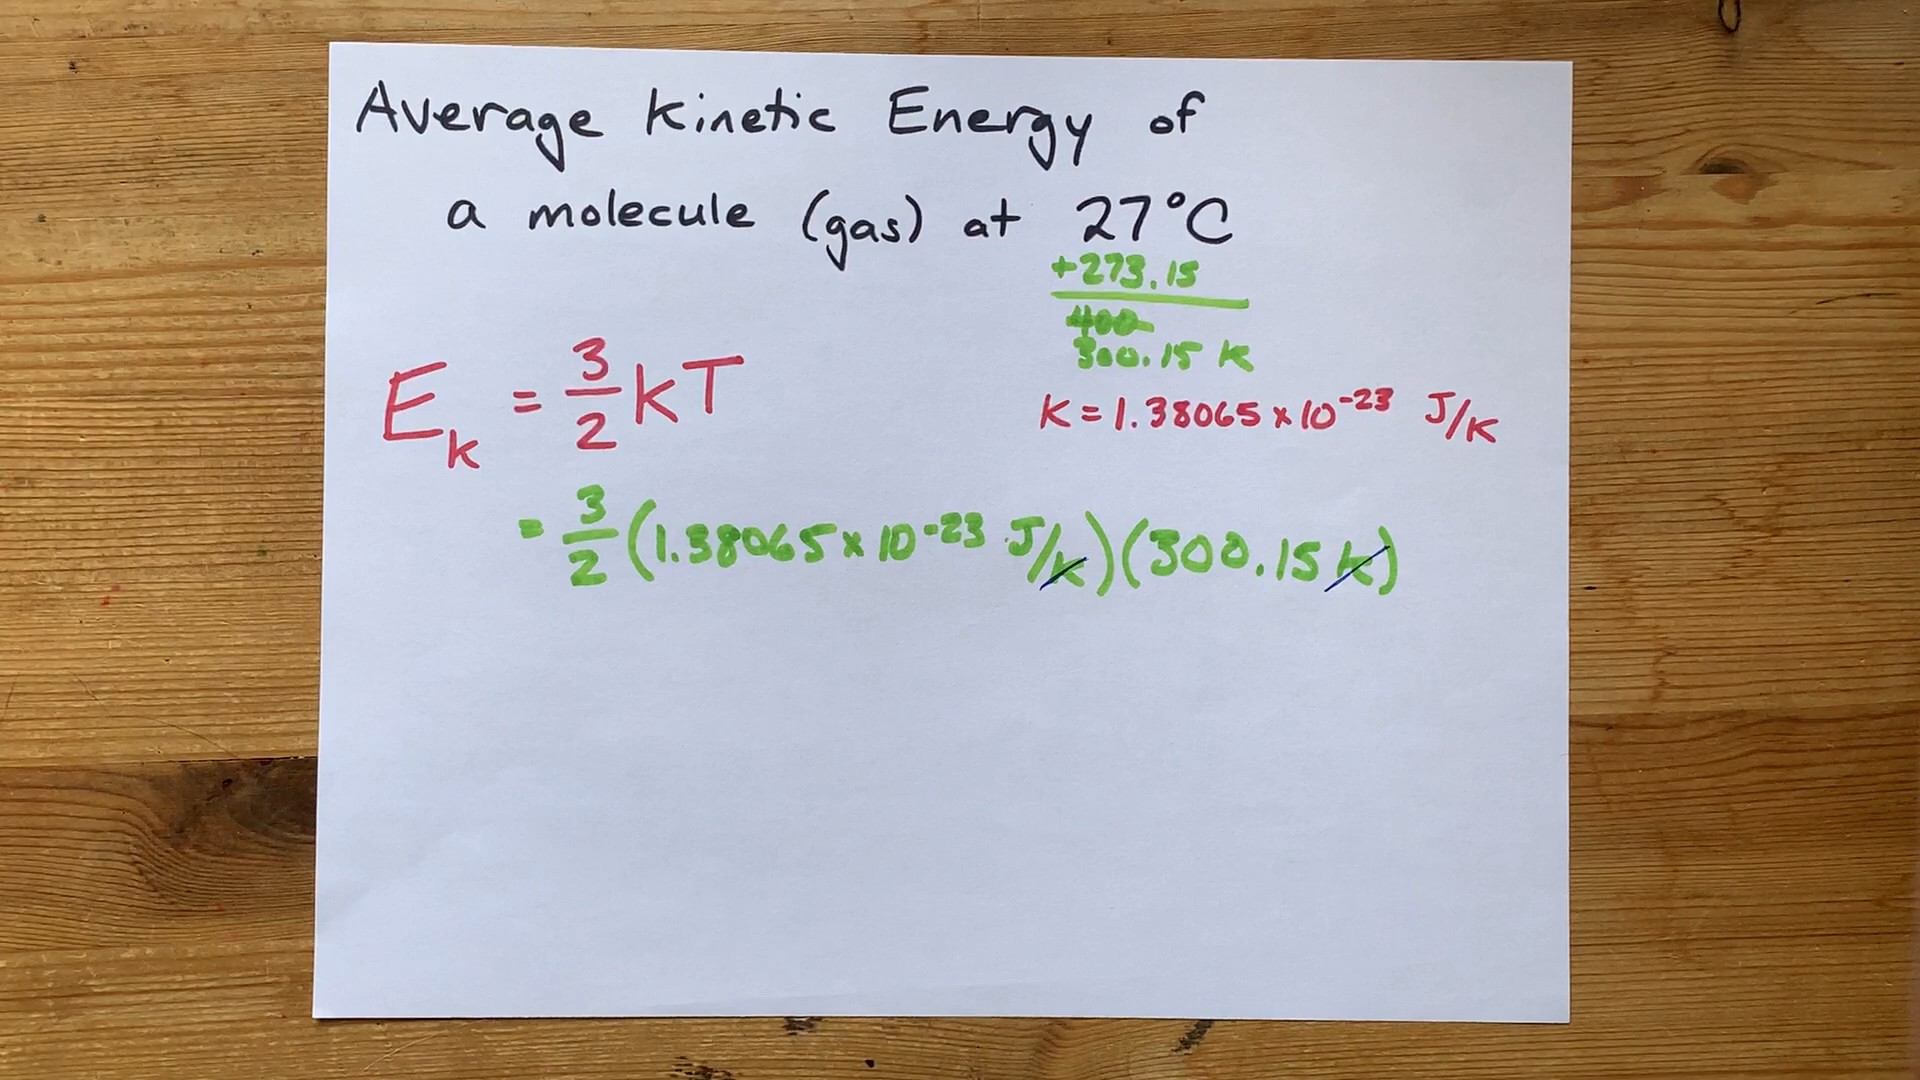 Average Kinetic Energy of
a molecule (gas) at 27°C
+273.15
400
300.15 K
E_k = 3/2 kT
K = 1.38065 × 10^-23 J/K
= 3/2 (1.38065 × 10^-23 J/K)(300.15 K)